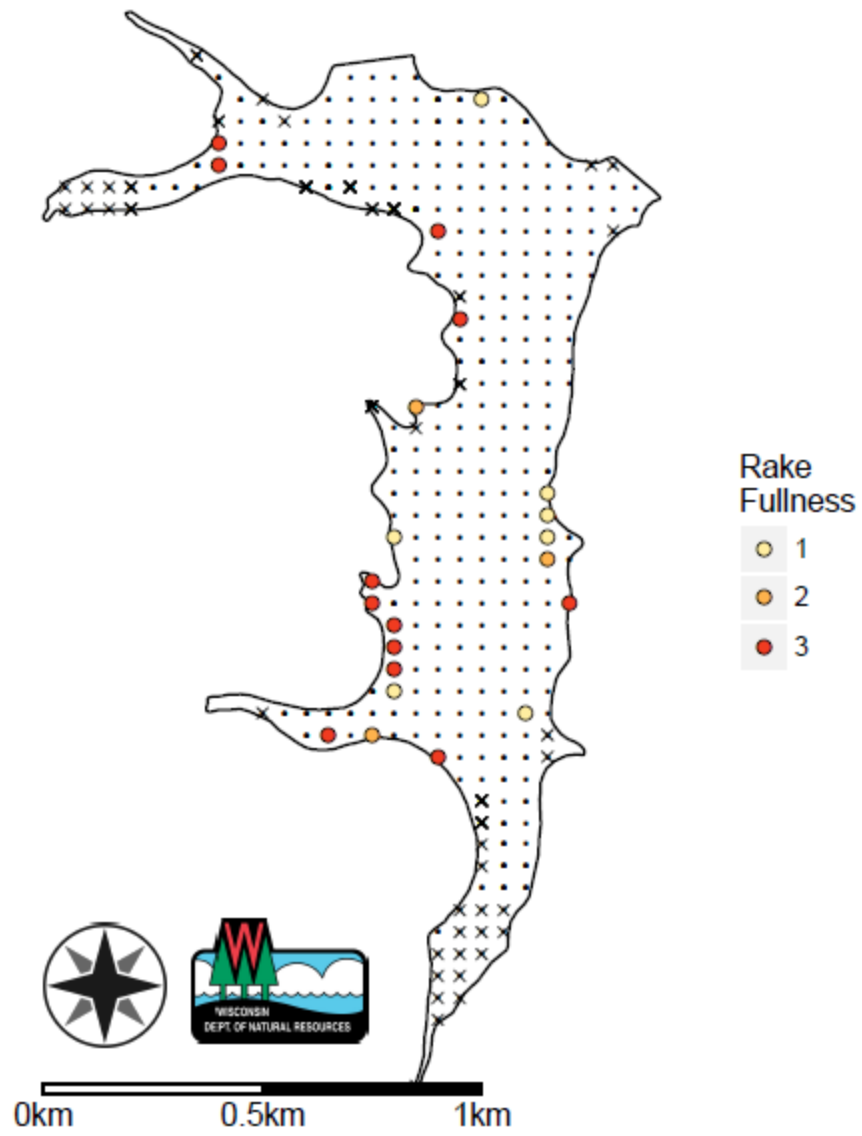 Rake
Fullness
1
2
3
WISCONSIN
DEPT. OF NATURAL RESOURCES
0km
0.5km
1km